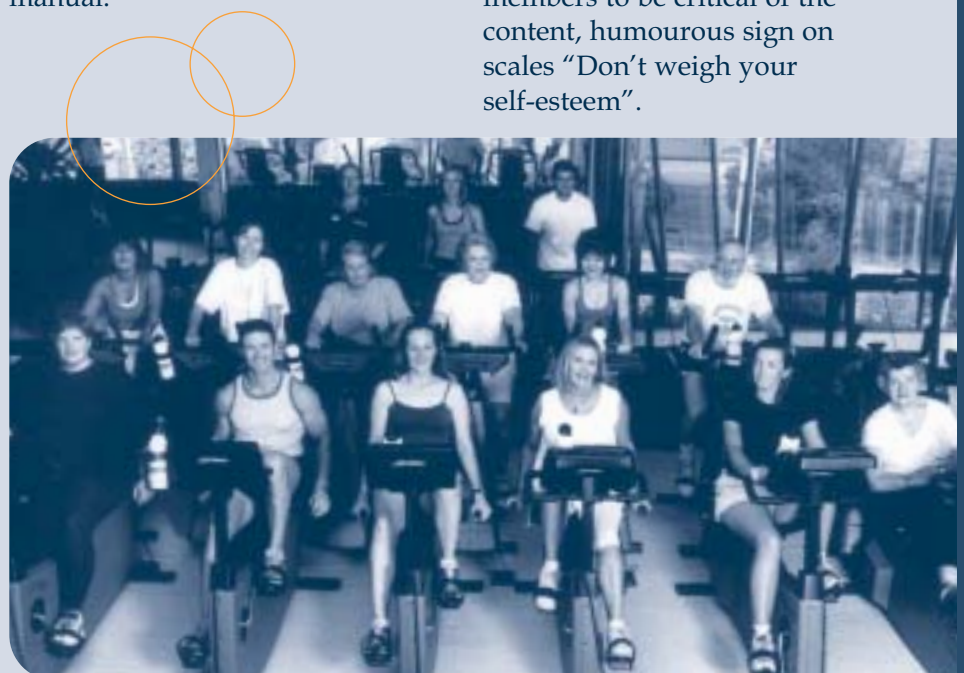 manual.
members to be critical of the
content, humourous sign on
scales “Don’t weigh your
self-esteem”.